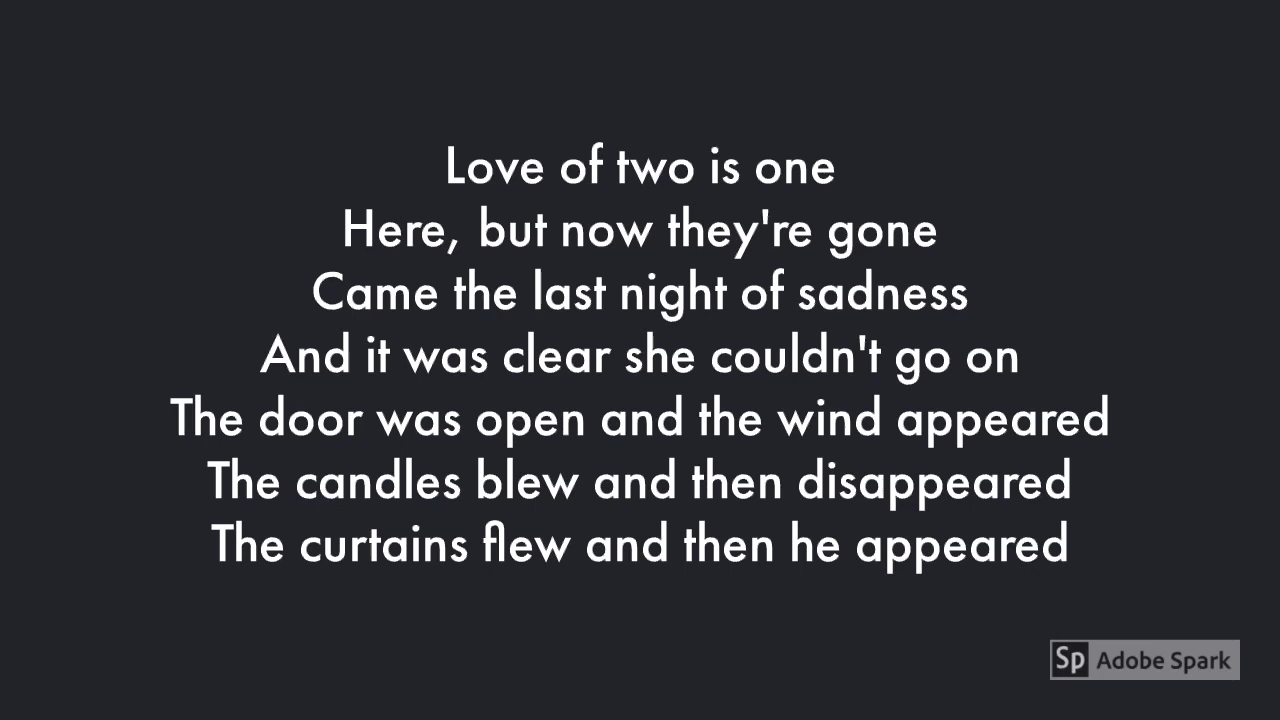 Love of two is one
Here, but now they're gone
Came the last night of sadness
And it was clear she couldn't go on
The door was open and the wind appeared
The candles blew and then disappeared
The curtains flew and then he appeared
Sp Adobe Spark